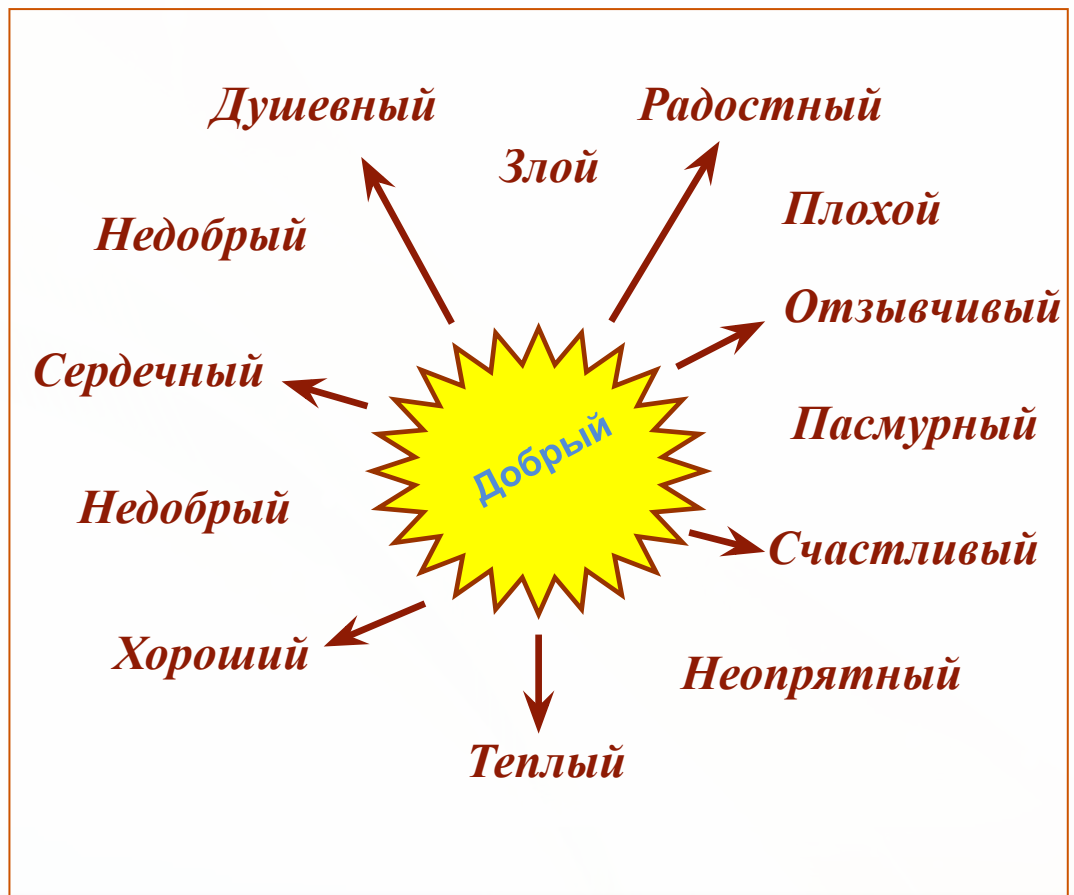 Душевный
Радостный
Злой
Плохой
Недобрый
Отзывчивый
Сердечный
Пасмурный
Добрый
Недобрый
Счастливый
Хороший
Неопрятный
Теплый